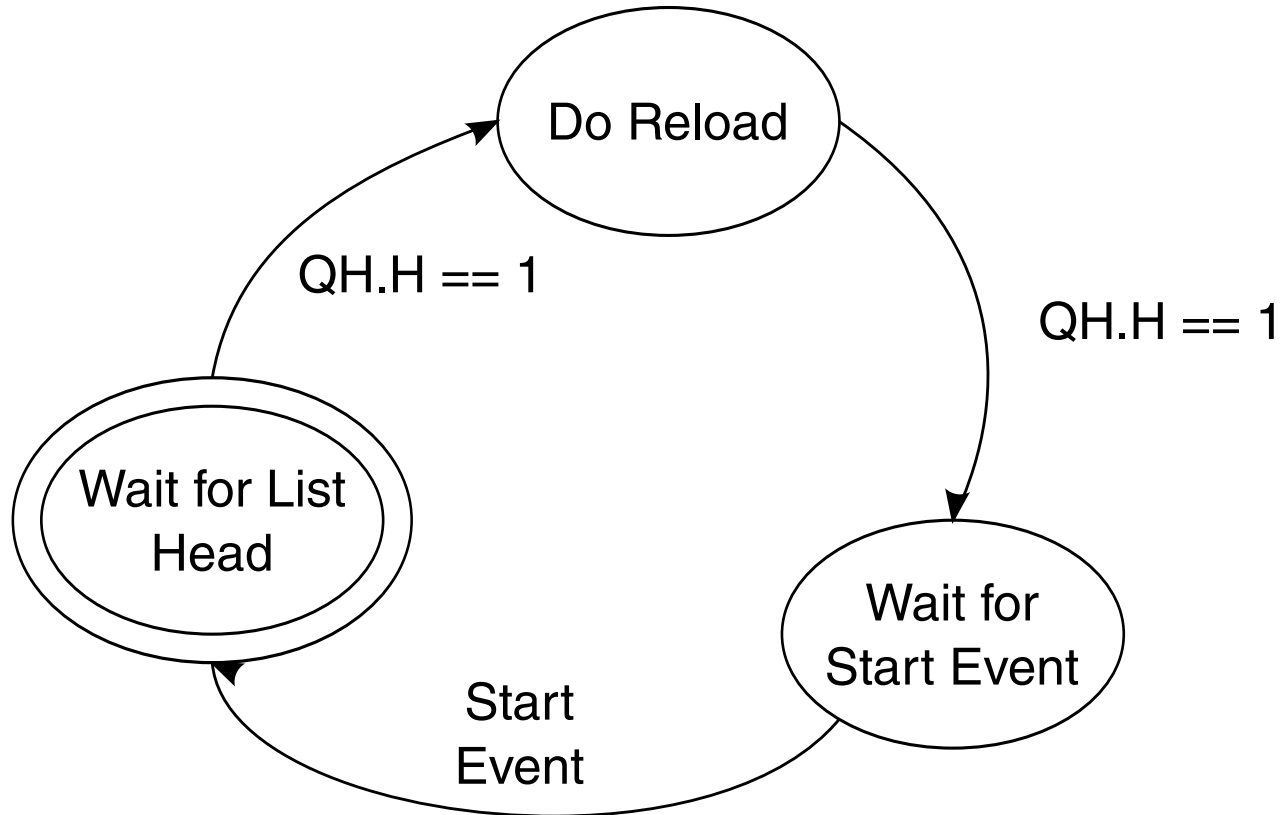 Do Reload
QH.H == 1
QH.H == 1
Wait for List
Head
Wait for
Start Event
Start
Event